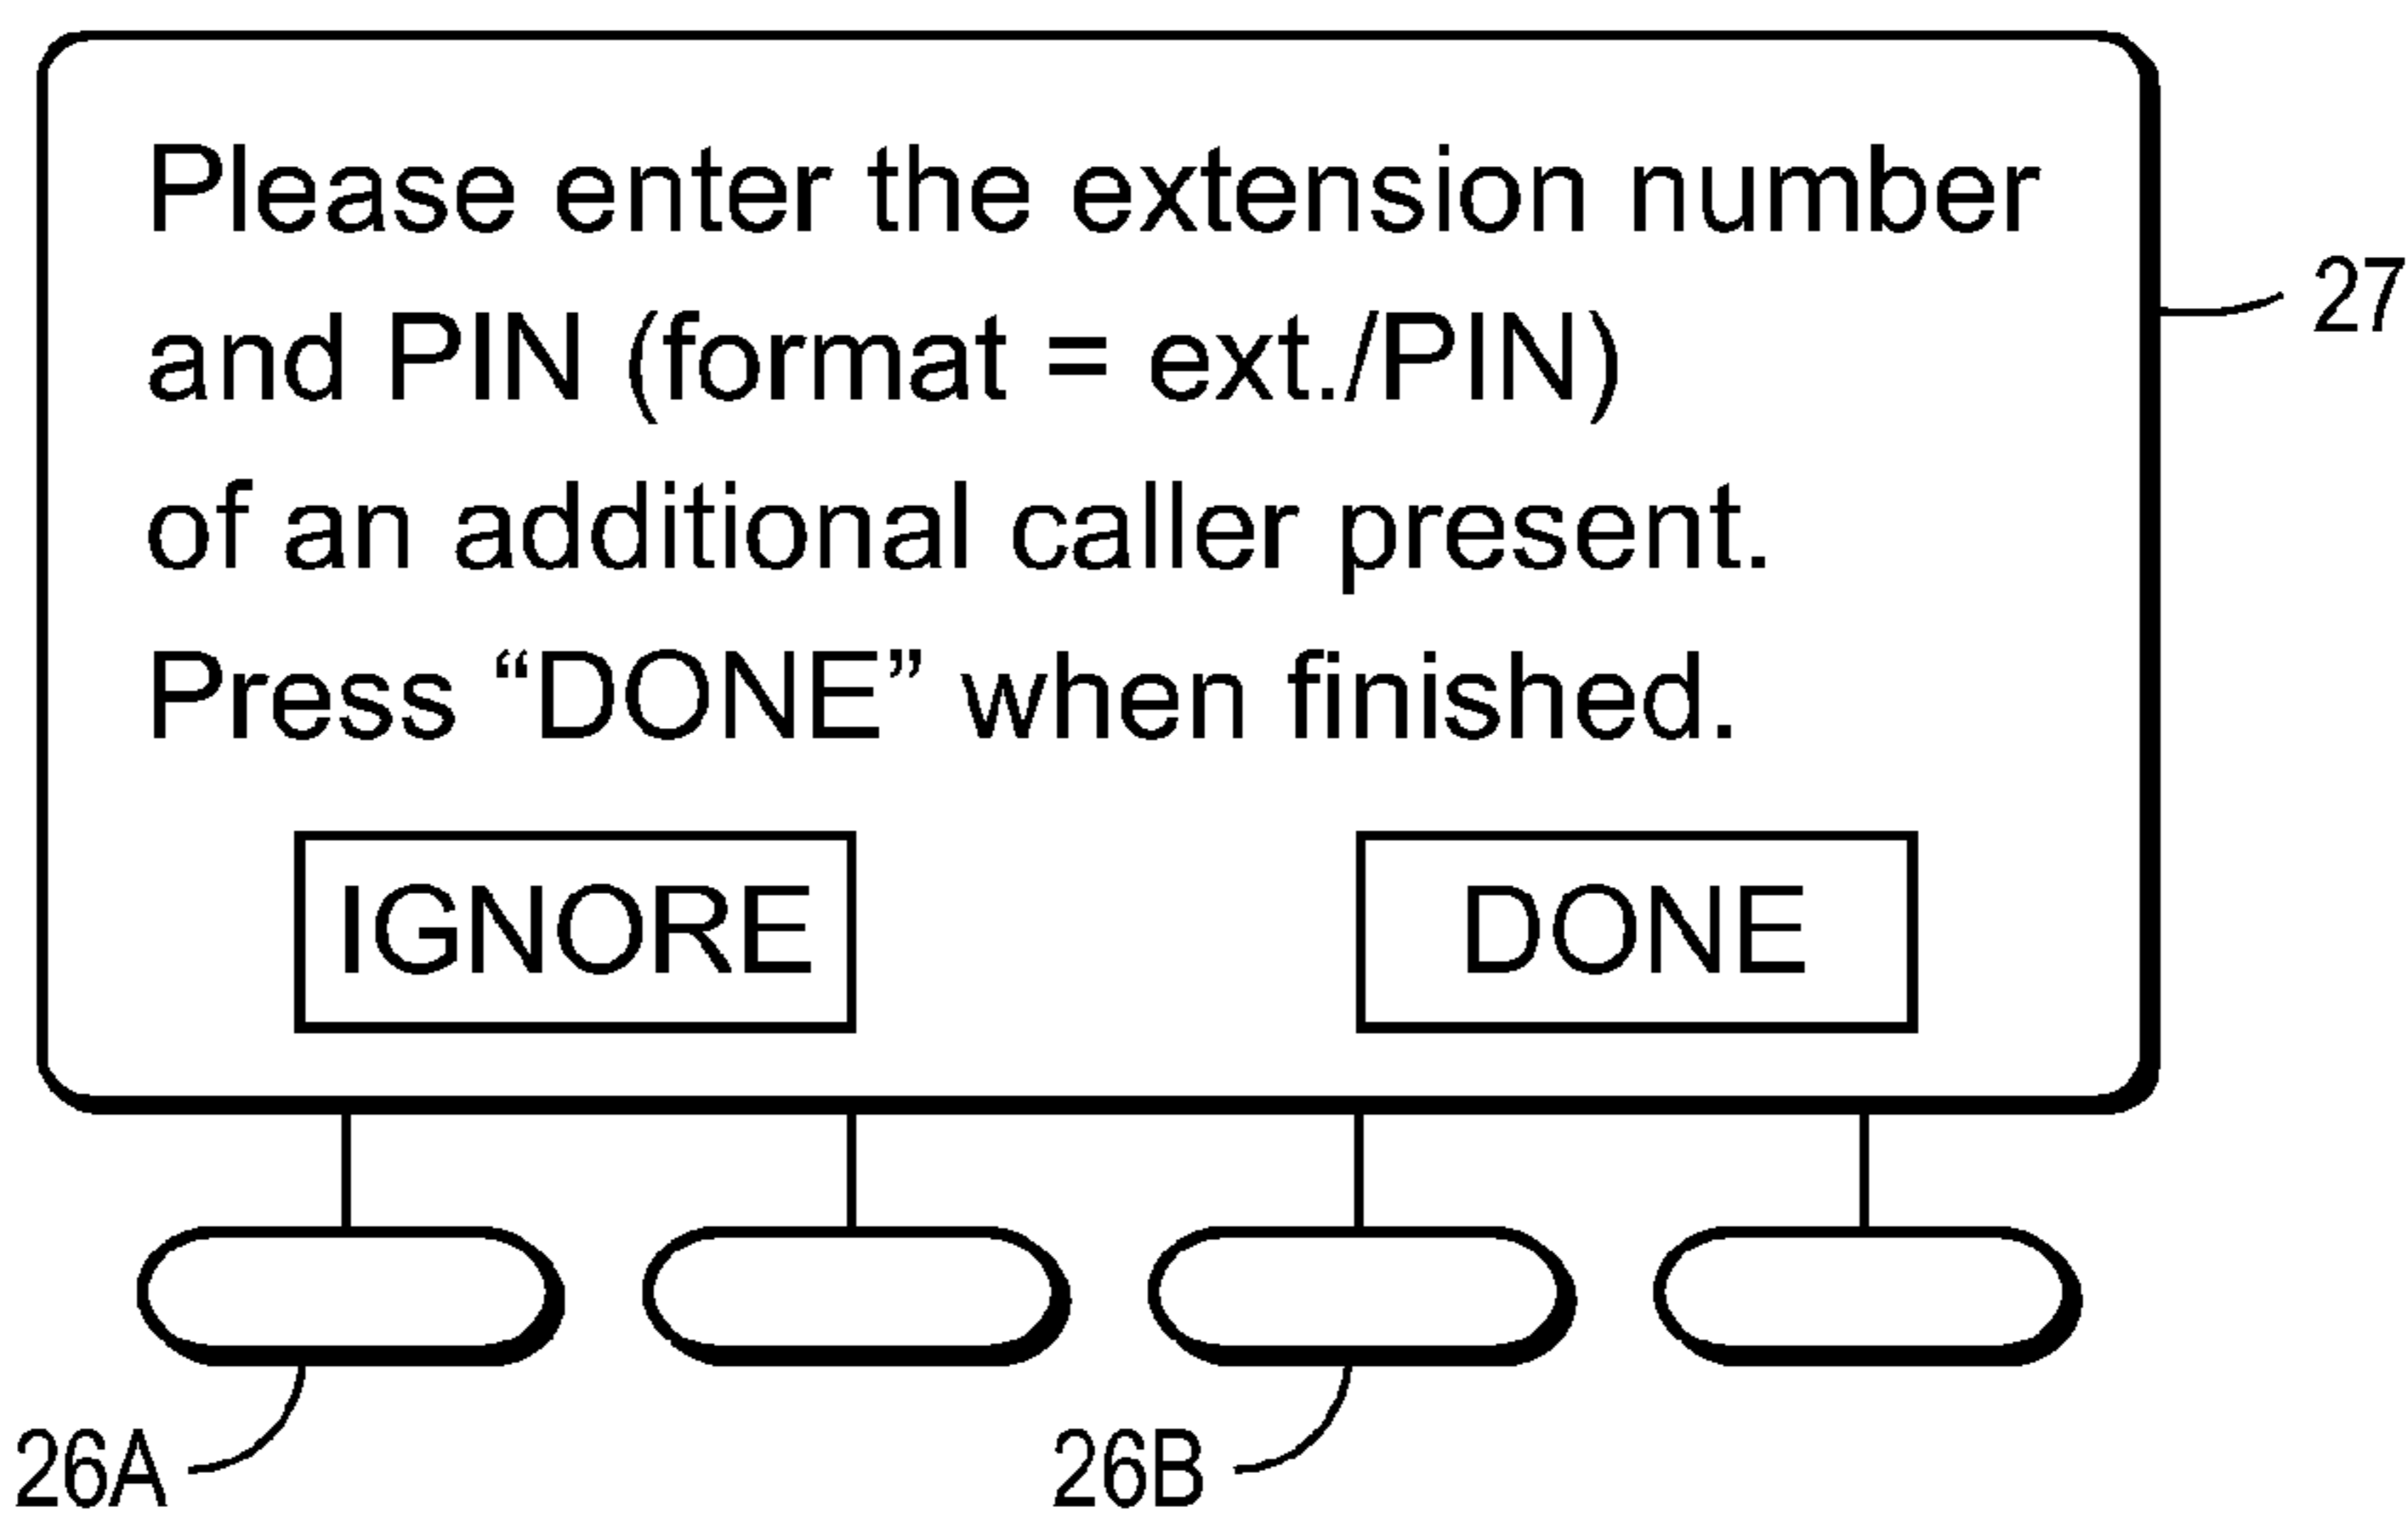 Please enter the extension number
and PIN (format = ext./PIN)
of an additional caller present.
Press “DONE” when finished.
IGNORE DONE
27
26A 26B